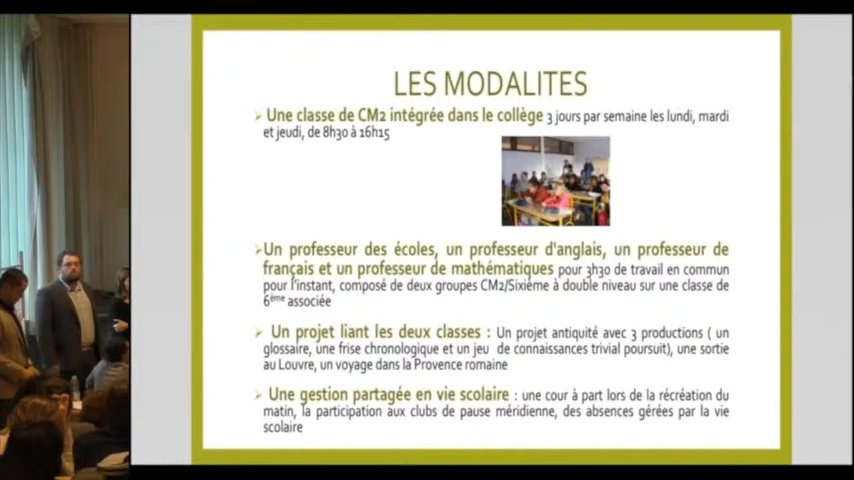 LES MODALITES
➢ Une classe de CM2 intégrée dans le collège 3 jours par semaine les lundi, mardi
et jeudi, de 8h30 à 16h15
➢Un professeur des écoles, un professeur d'anglais, un professeur de
français et un professeur de mathématiques pour 3h30 de travail en commun
pour l'instant, composé de deux groupes CM2/Sixième à double niveau sur une classe de
6ème associée
➢ Un projet liant les deux classes : Un projet antiquité avec 3 productions ( un
glossaire, une frise chronologique et un jeu de connaissances trivial poursuit), une sortie
au Louvre, un voyage dans la Provence romaine
➢ Une gestion partagée en vie scolaire : une cour à part lors de la récréation du
matin, la participation aux clubs de pause méridienne, des absences gérées par la vie
scolaire